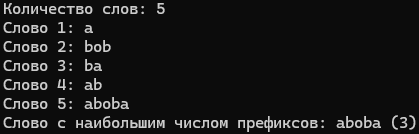 Количество слов: 5
Слово 1: a
Слово 2: bob
Слово 3: ba
Слово 4: ab
Слово 5: aboba
Слово с наибольшим числом префиксов: aboba (3)